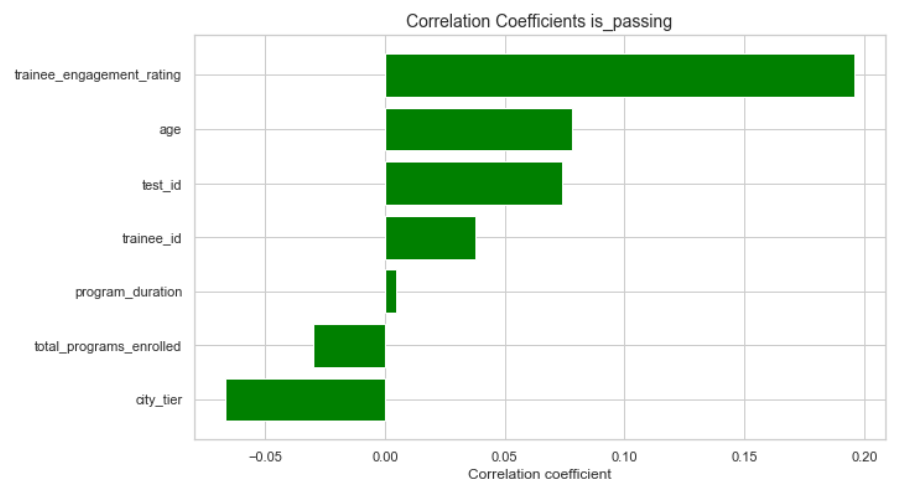 Correlation Coefficients is_passing
trainee_engagement_rating
age
test_id
trainee_id
program_duration
total_programs_enrolled
city_tier
−0.05 0.00 0.05 0.10 0.15 0.20
Correlation coefficient